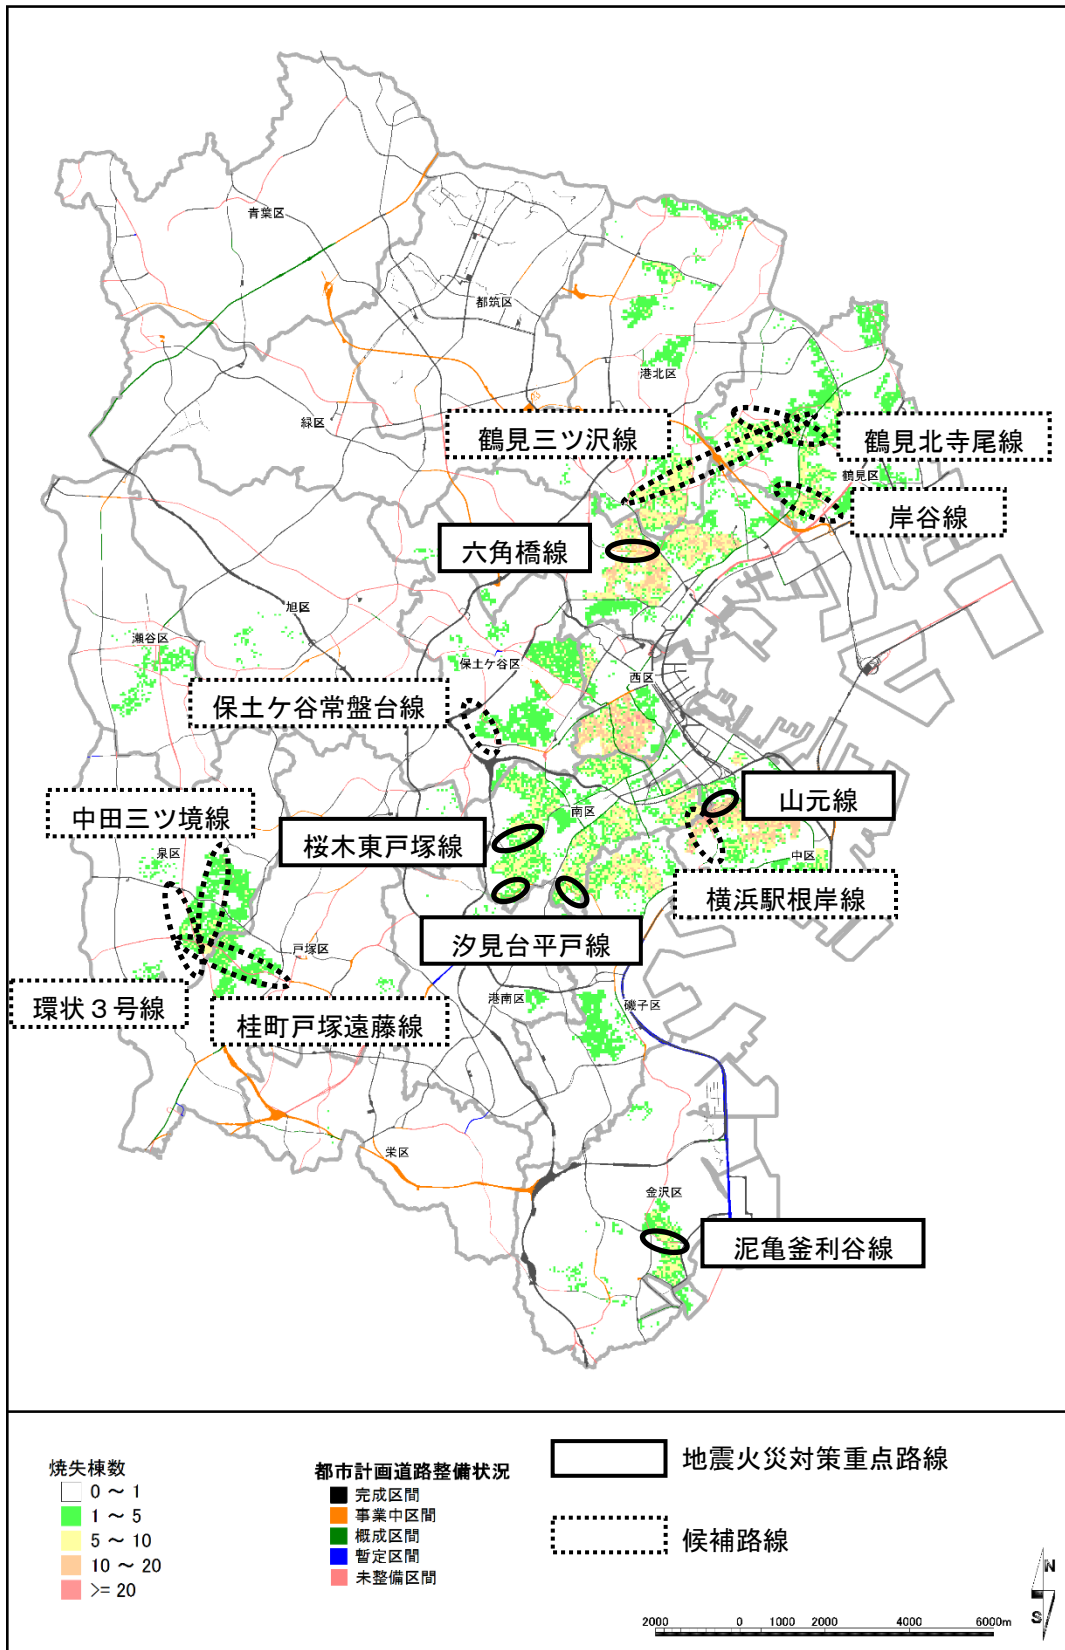 青葉区
都筑区
港北区
緑区
鶴見三ツ沢線
鶴見北寺尾線
鶴見区
岸谷線
六角橋線
旭区
瀬谷区
保土ケ谷区
西区
保土ケ谷常盤台線
中田三ツ境線
山元線
南区
桜木東戸塚線
中区
泉区
横浜駅根岸線
汐見台平戸線
戸塚区
環状３号線
桂町戸塚遠藤線
港南区
磯子区
栄区
金沢区
泥亀釜利谷線
焼失棟数
0 ～ 1
1 ～ 5
5 ～ 10
10 ～ 20
>= 20
都市計画道路整備状況
完成区間
事業中区間
概成区間
暫定区間
未整備区間
地震火災対策重点路線
候補路線
N
S
2000 0 1000 2000 4000 6000m